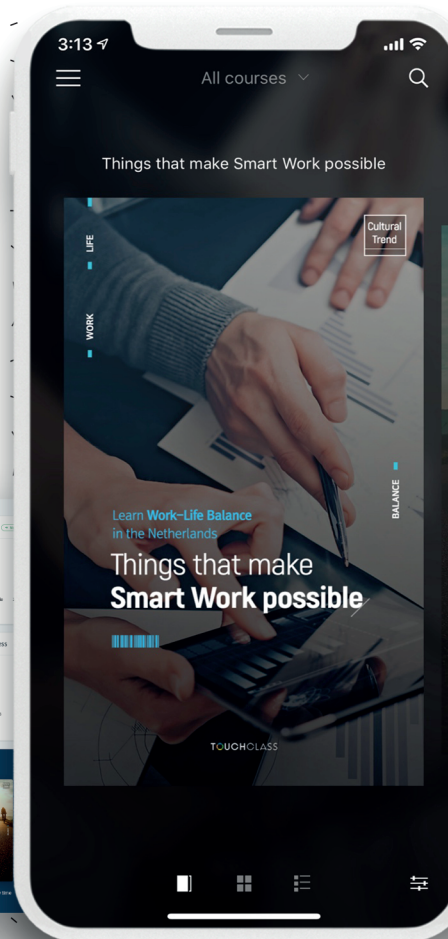 3:13
All courses
Things that make Smart Work possible
Cultural
Trend
LIFE
WORK
BALANCE
Learn Work-Life Balance
in the Netherlands
Things that make
Smart Work possible
TOUCHCLASS